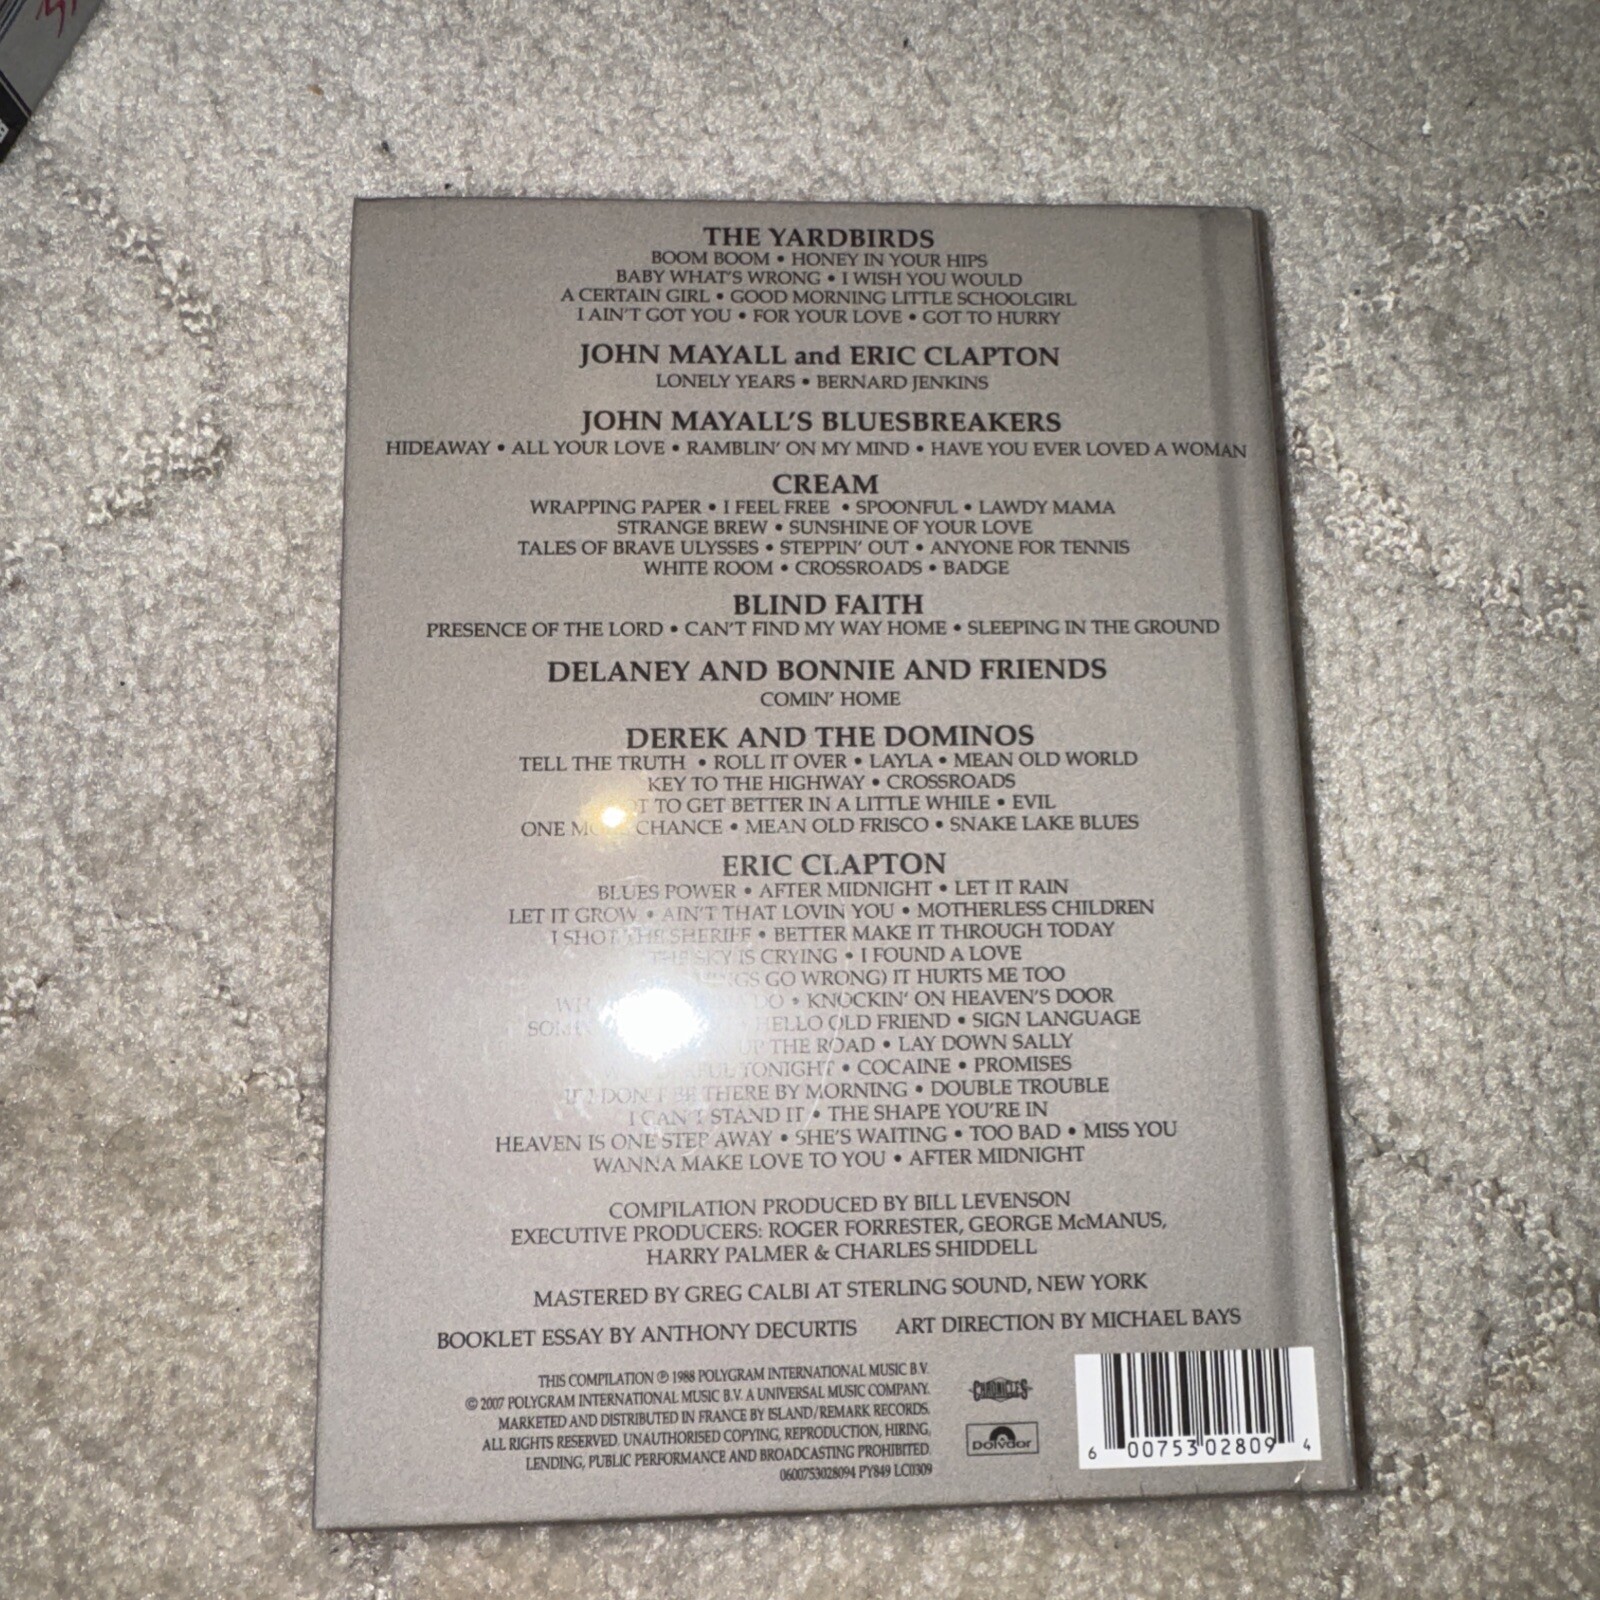 THE YARDBIRDS
BOOM BOOM • HONEY IN YOUR HIPS
BABY WHAT'S WRONG • I WISH YOU WOULD
A CERTAIN GIRL • GOOD MORNING LITTLE SCHOOLGIRL
I AIN'T GOT YOU • FOR YOUR LOVE • GOT TO HURRY
JOHN MAYALL and ERIC CLAPTON
LONELY YEARS • BERNARD JENKINS
JOHN MAYALL'S BLUESBREAKERS
HIDEAWAY • ALL YOUR LOVE • RAMBLIN' ON MY MIND • HAVE YOU EVER LOVED A WOMAN
CREAM
WRAPPING PAPER • I FEEL FREE • SPOONFUL • LAWDY MAMA
STRANGE BREW • SUNSHINE OF YOUR LOVE
TALES OF BRAVE ULYSSES • STEPPIN' OUT • ANYONE FOR TENNIS
WHITE ROOM • CROSSROADS • BADGE
BLIND FAITH
PRESENCE OF THE LORD • CAN'T FIND MY WAY HOME • SLEEPING IN THE GROUND
DELANEY AND BONNIE AND FRIENDS
COMIN' HOME
DEREK AND THE DOMINOS
TELL THE TRUTH • ROLL IT OVER • LAYLA • MEAN OLD WORLD
KEY TO THE HIGHWAY • CROSSROADS
TO GET BETTER IN A LITTLE WHILE • EVIL
ONE CHANCE • MEAN OLD FRISCO • SNAKE LAKE BLUES
ERIC CLAPTON
BLUES POWER • AFTER MIDNIGHT • LET IT RAIN
LET IT GROW • AIN'T THAT LOVIN YOU • MOTHERLESS CHILDREN
I SHOT THE SHERIFF • BETTER MAKE IT THROUGH TODAY
THE SKY IS CRYING • I FOUND A LOVE
GO WRONG) IT HURTS ME TOO
DO • KNOCKIN' ON HEAVEN'S DOOR
HELLO OLD FRIEND • SIGN LANGUAGE
UP THE ROAD • LAY DOWN SALLY
TONIGHT • COCAINE • PROMISES
IF I DON'T BE THERE BY MORNING • DOUBLE TROUBLE
I CAN'T STAND IT • THE SHAPE YOU'RE IN
HEAVEN IS ONE STEP AWAY • SHE'S WAITING • TOO BAD • MISS YOU
WANNA MAKE LOVE TO YOU • AFTER MIDNIGHT
COMPILATION PRODUCED BY BILL LEVENSON
EXECUTIVE PRODUCERS: ROGER FORRESTER, GEORGE McMANUS,
HARRY PALMER & CHARLES SHIDDELL
MASTERED BY GREG CALBI AT STERLING SOUND, NEW YORK
BOOKLET ESSAY BY ANTHONY DECURTIS ART DIRECTION BY MICHAEL BAYS
THIS COMPILATION ℗ 1988 POLYGRAM INTERNATIONAL MUSIC B.V.
© 2007 POLYGRAM INTERNATIONAL MUSIC B.V. A UNIVERSAL MUSIC COMPANY.
MARKETED AND DISTRIBUTED IN FRANCE BY ISLAND/REMARK RECORDS.
ALL RIGHTS RESERVED. UNAUTHORISED COPYING, REPRODUCTION, HIRING,
LENDING, PUBLIC PERFORMANCE AND BROADCASTING PROHIBITED.
0600753028094 PY849 LC0309
CHRONICLES
Polydor
6 00753 02809 4